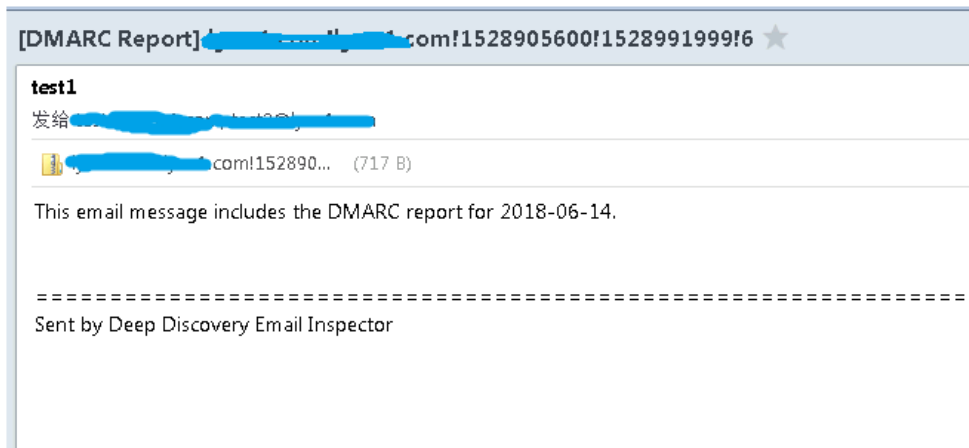 [DMARC Report] com!1528905600!1528991999!6
test1
发给
com!152890... (717 B)
This email message includes the DMARC report for 2018-06-14.
===============================================================
Sent by Deep Discovery Email Inspector